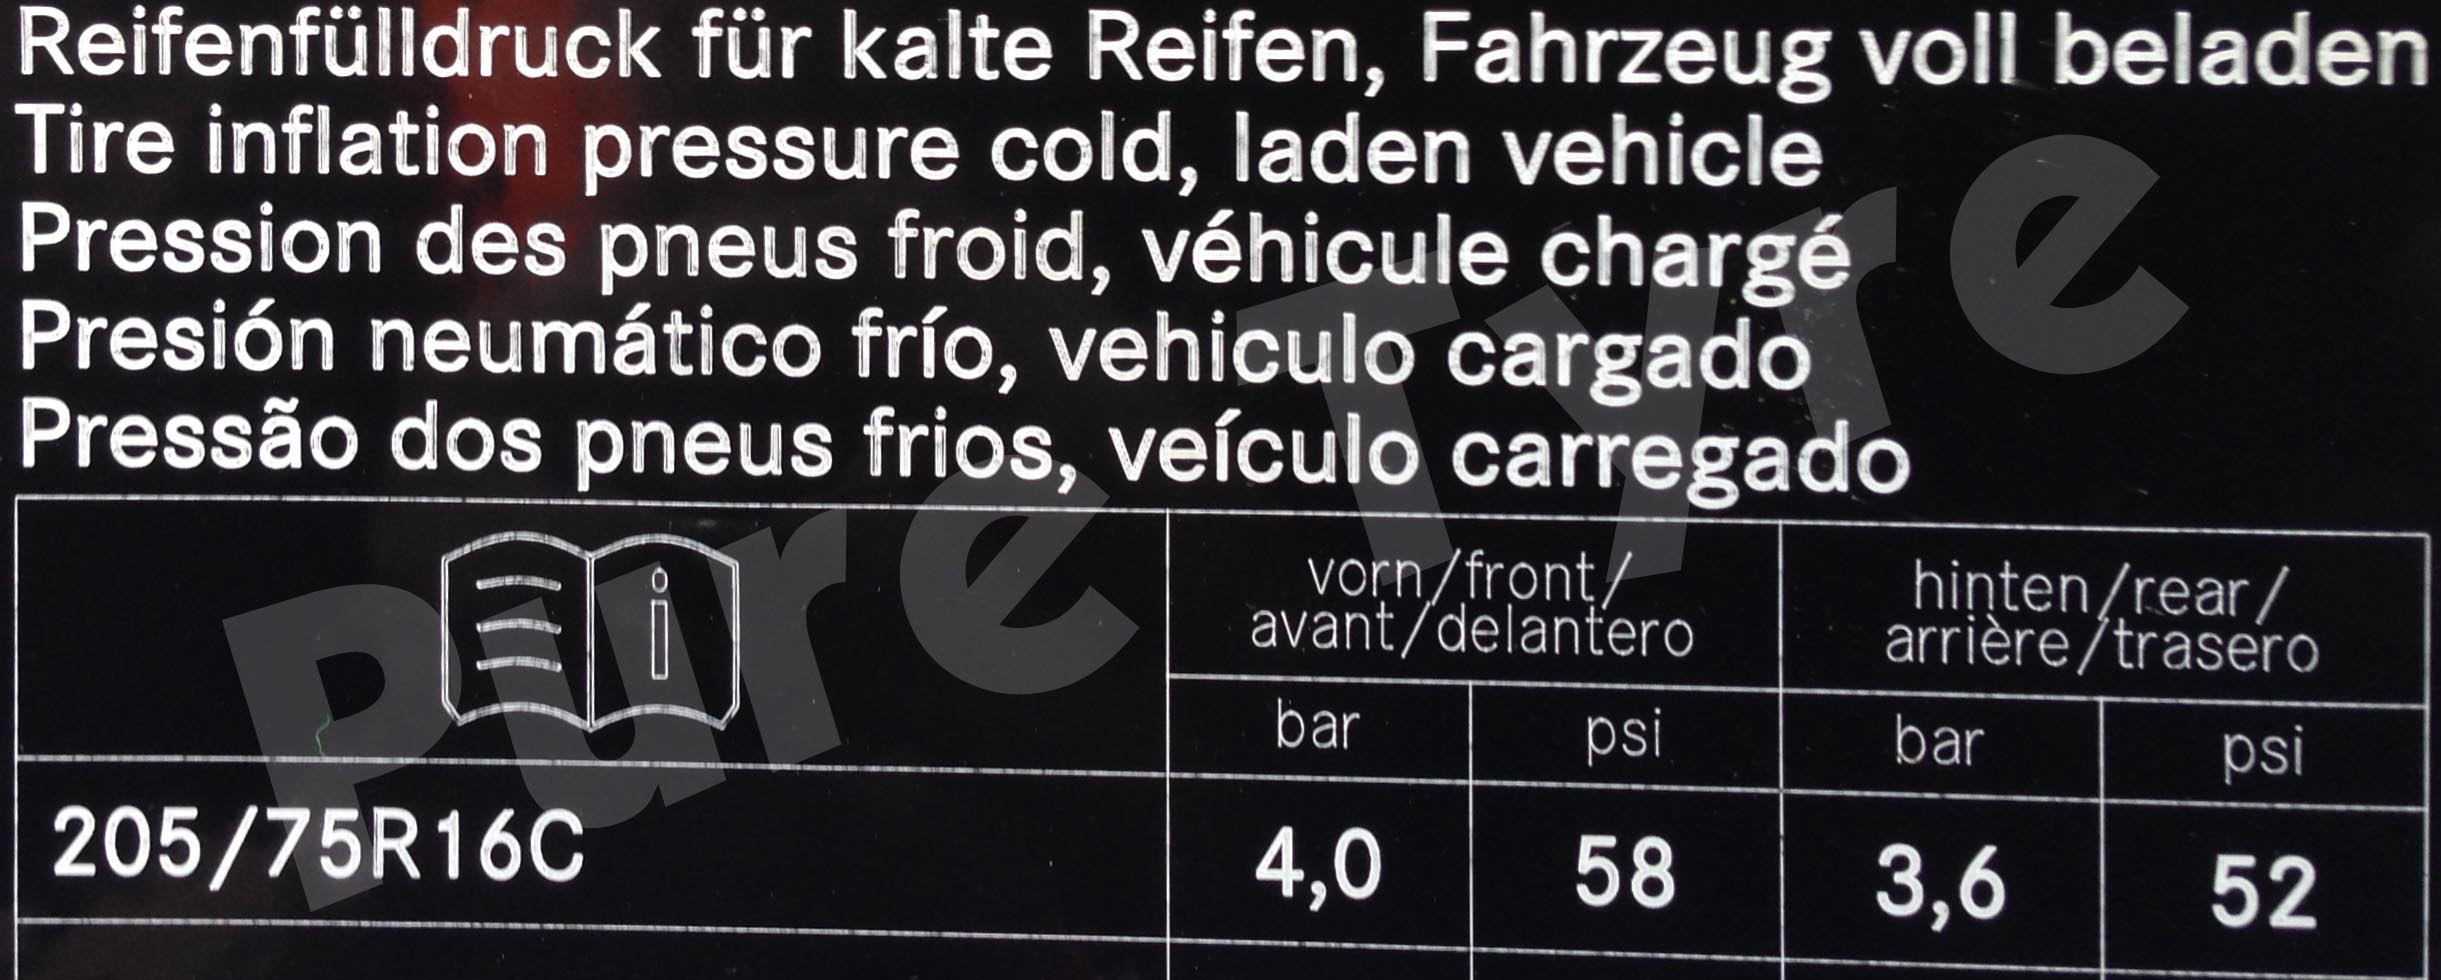 Reifenfülldruck für kalte Reifen, Fahrzeug voll beladen
Tire inflation pressure cold, laden vehicle
Pression des pneus froid, véhicule chargé
Presión neumático frío, vehiculo cargado
Pressão dos pneus frios, veículo carregado
vorn/front/
avant/delantero
hinten/rear/
arrière/trasero
bar psi bar psi
205/75R16C 4,0 58 3,6 52
Pure Tyre